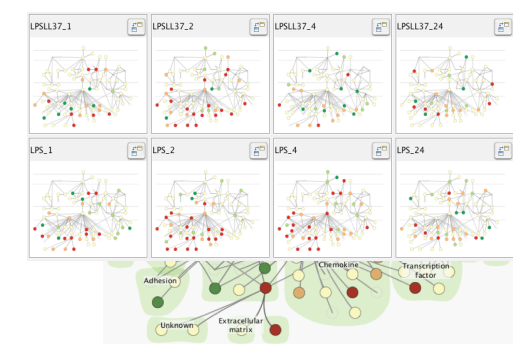 LPSLL37_1
LPSLL37_2
LPSLL37_4
LPSLL37_24
LPS_1
LPS_2
LPS_4
LPS_24
Adhesion
Chemokine
Transcription
factor
Unknown
Extracellular
matrix